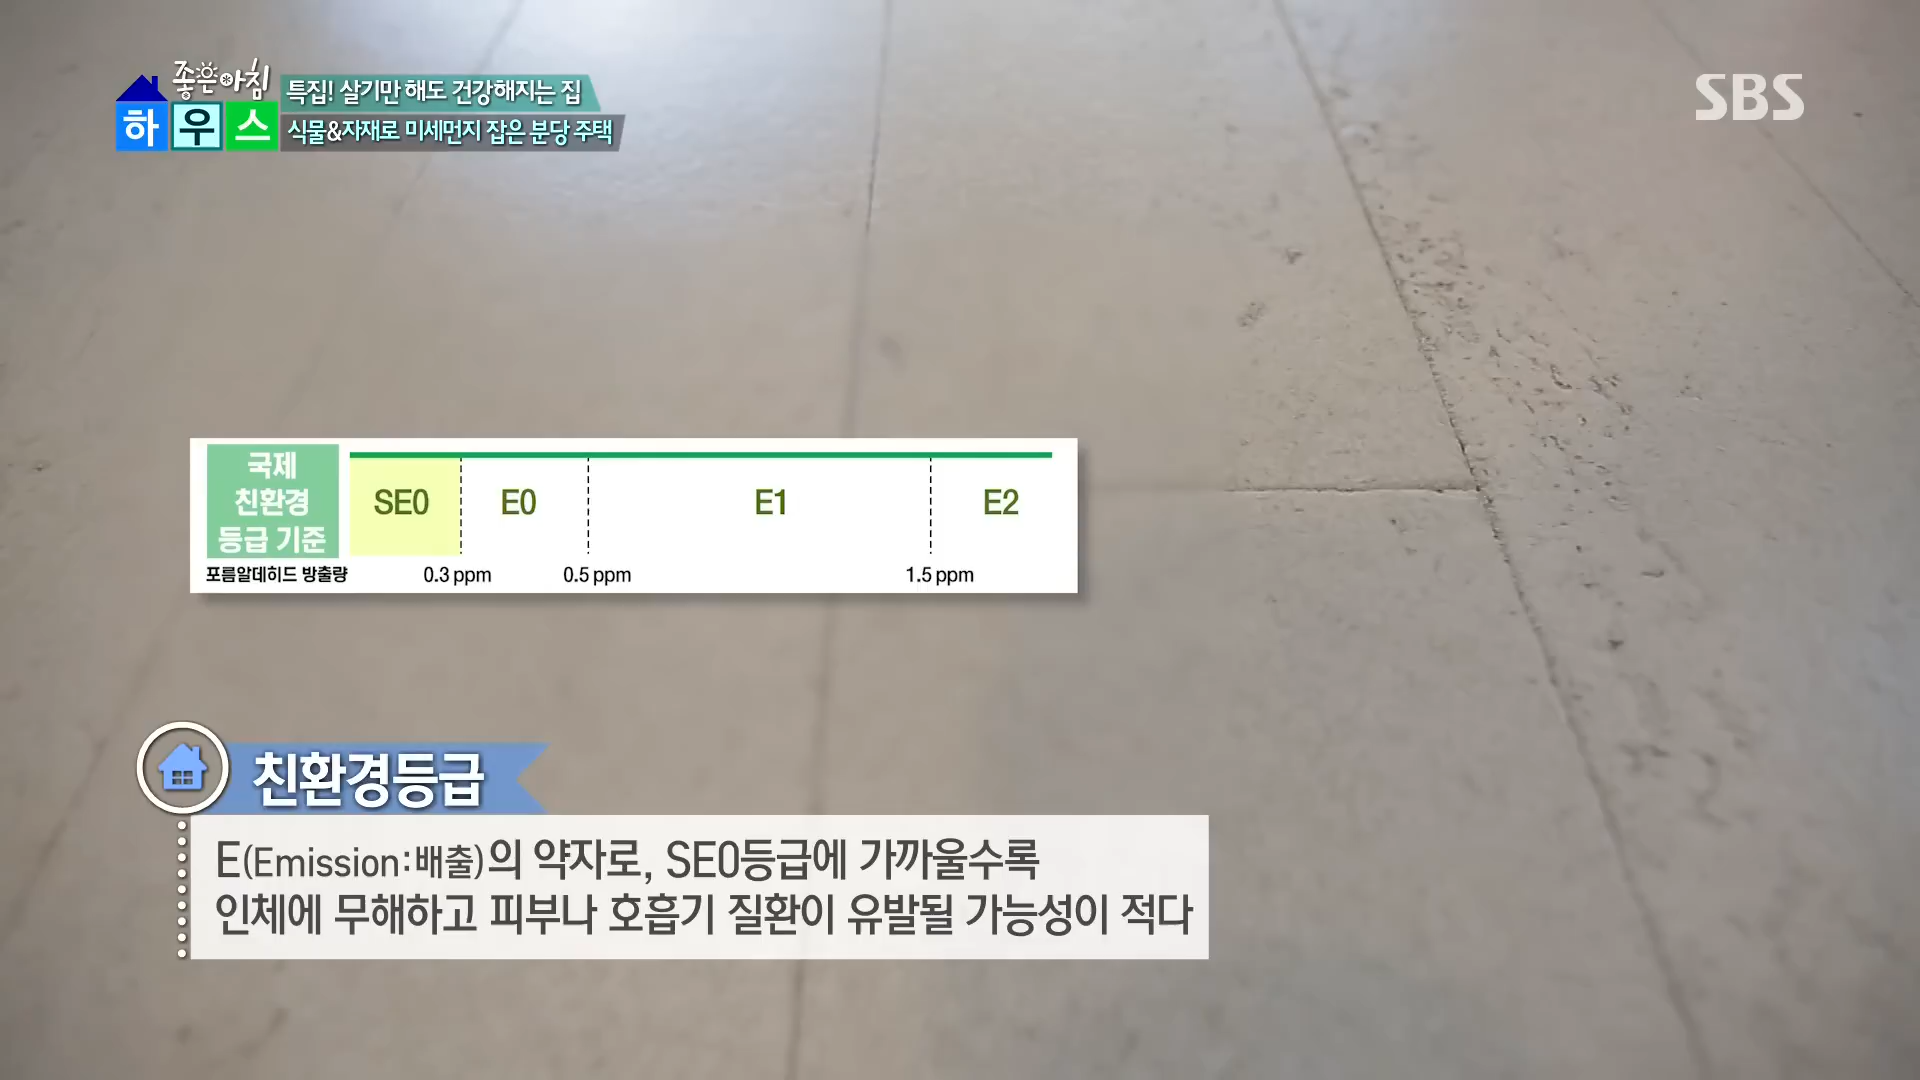 좋은아침
하우스
특집! 살기만 해도 건강해지는 집
식물&자재로 미세먼지 잡은 분당 주택
SBS
국제
친환경
등급 기준
SE0 E0 E1 E2
포름알데히드 방출량 0.3 ppm 0.5 ppm 1.5 ppm
친환경등급
E(Emission:배출)의 약자로, SE0등급에 가까울수록
인체에 무해하고 피부나 호흡기 질환이 유발될 가능성이 적다